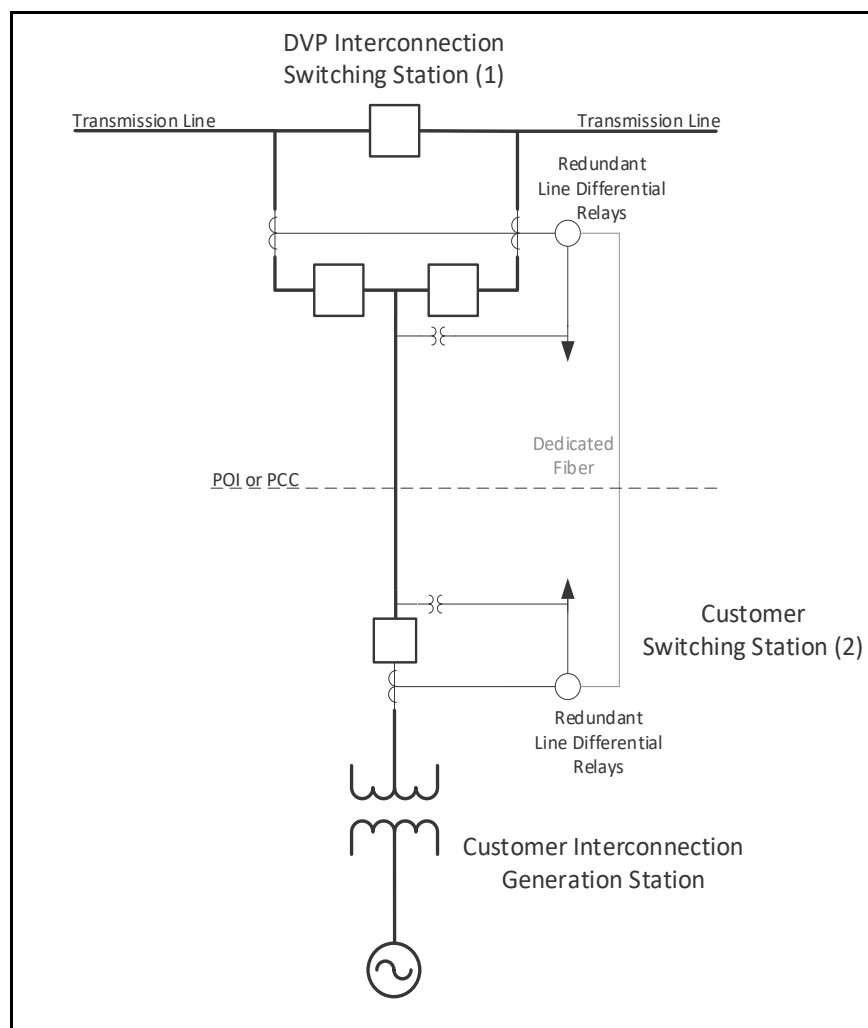 DVP Interconnection
Switching Station (1)
Transmission Line
Transmission Line
Redundant
Line Differential
Relays
Dedicated
Fiber
POI or PCC
Customer
Switching Station (2)
Redundant
Line Differential
Relays
Customer Interconnection
Generation Station